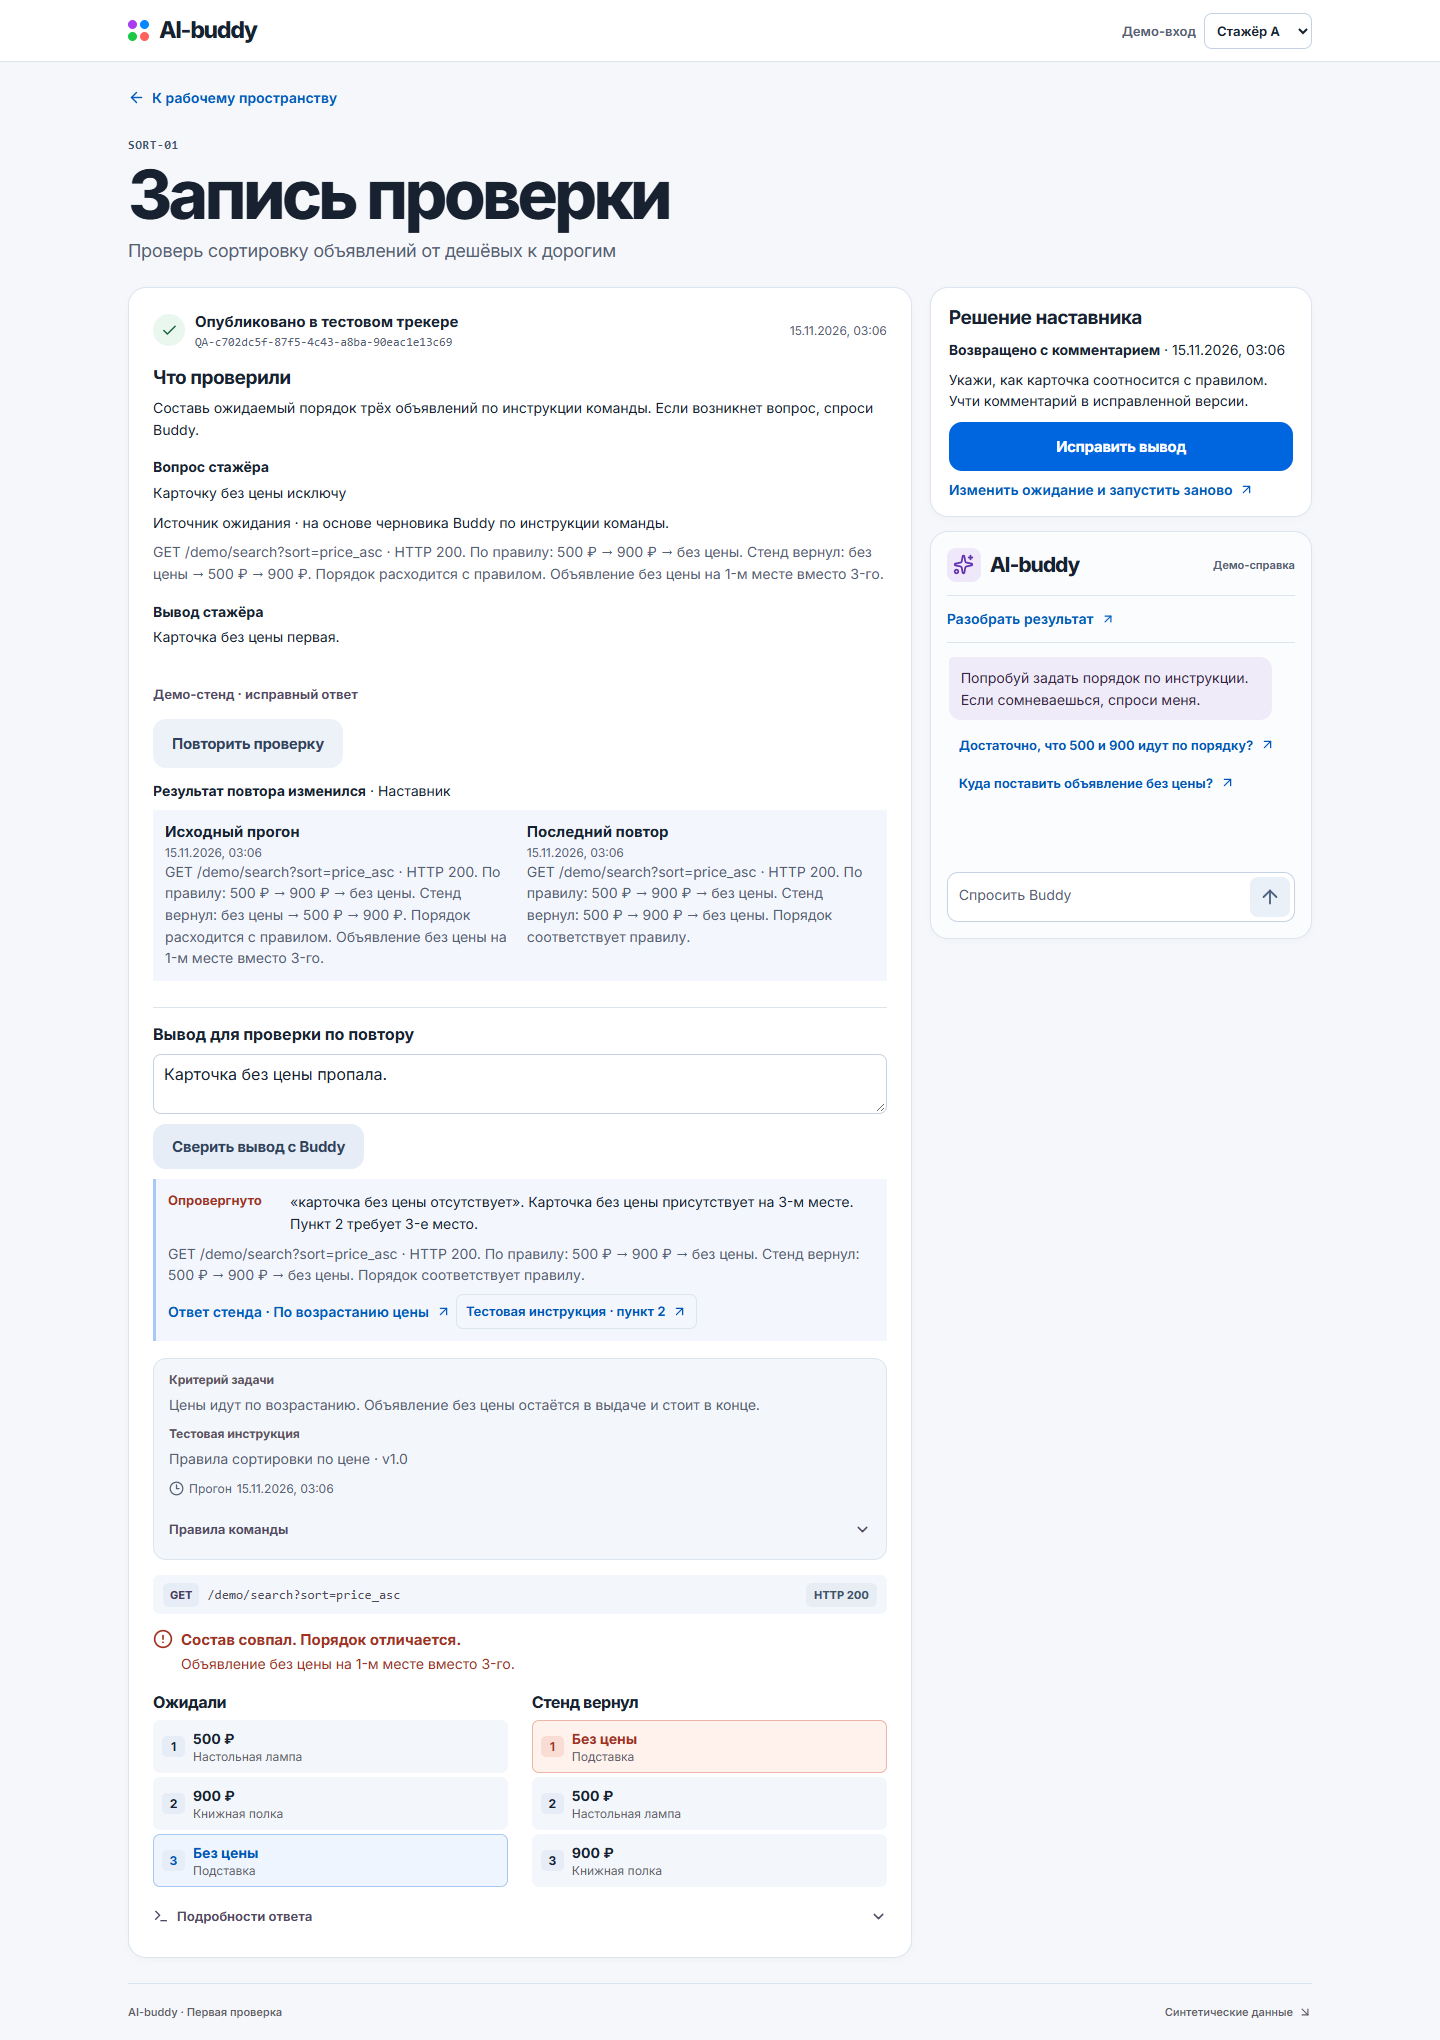 AI-buddy
Демо-вход
Стажёр А
К рабочему пространству
SORT-01
Запись проверки
Проверь сортировку объявлений от дешёвых к дорогим
Опубликовано в тестовом трекере
QA-c702dc5f-87f5-4c43-a8ba-90eac1e13c69
15.11.2026, 03:06
Что проверили
Составь ожидаемый порядок трёх объявлений по инструкции команды. Если возникнет вопрос, спроси
Buddy.
Вопрос стажёра
Карточку без цены исключу
Источник ожидания · на основе черновика Buddy по инструкции команды.
GET /demo/search?sort=price_asc · HTTP 200. По правилу: 500 ₽ → 900 ₽ → без цены. Стенд вернул: без
цены → 500 ₽ → 900 ₽. Порядок расходится с правилом. Объявление без цены на 1-м месте вместо 3-го.
Вывод стажёра
Карточка без цены первая.
Демо-стенд · исправный ответ
Повторить проверку
Результат повтора изменился · Наставник
Исходный прогон
15.11.2026, 03:06
GET /demo/search?sort=price_asc · HTTP 200. По
правилу: 500 ₽ → 900 ₽ → без цены. Стенд
вернул: без цены → 500 ₽ → 900 ₽. Порядок
расходится с правилом. Объявление без цены на
1-м месте вместо 3-го.
Последний повтор
15.11.2026, 03:06
GET /demo/search?sort=price_asc · HTTP 200. По
правилу: 500 ₽ → 900 ₽ → без цены. Стенд
вернул: 500 ₽ → 900 ₽ → без цены. Порядок
соответствует правилу.
Вывод для проверки по повтору
Карточка без цены пропала.
Сверить вывод с Buddy
Опровергнуто
«карточка без цены отсутствует». Карточка без цены присутствует на 3-м месте.
Пункт 2 требует 3-е место.
GET /demo/search?sort=price_asc · HTTP 200. По правилу: 500 ₽ → 900 ₽ → без цены. Стенд вернул:
500 ₽ → 900 ₽ → без цены. Порядок соответствует правилу.
Ответ стенда · По возрастанию цены
Тестовая инструкция · пункт 2
Критерий задачи
Цены идут по возрастанию. Объявление без цены остаётся в выдаче и стоит в конце.
Тестовая инструкция
Правила сортировки по цене · v1.0
Прогон 15.11.2026, 03:06
Правила команды
GET /demo/search?sort=price_asc
HTTP 200
Состав совпал. Порядок отличается.
Объявление без цены на 1-м месте вместо 3-го.
Ожидали
1
500 ₽
Настольная лампа
2
900 ₽
Книжная полка
3
Без цены
Подставка
Стенд вернул
1
Без цены
Подставка
2
500 ₽
Настольная лампа
3
900 ₽
Книжная полка
Подробности ответа
Решение наставника
Возвращено с комментарием · 15.11.2026, 03:06
Укажи, как карточка соотносится с правилом.
Учти комментарий в исправленной версии.
Исправить вывод
Изменить ожидание и запустить заново
AI-buddy
Демо-справка
Разобрать результат
Попробуй задать порядок по инструкции.
Если сомневаешься, спроси меня.
Достаточно, что 500 и 900 идут по порядку?
Куда поставить объявление без цены?
Спросить Buddy
AI-buddy · Первая проверка
Синтетические данные